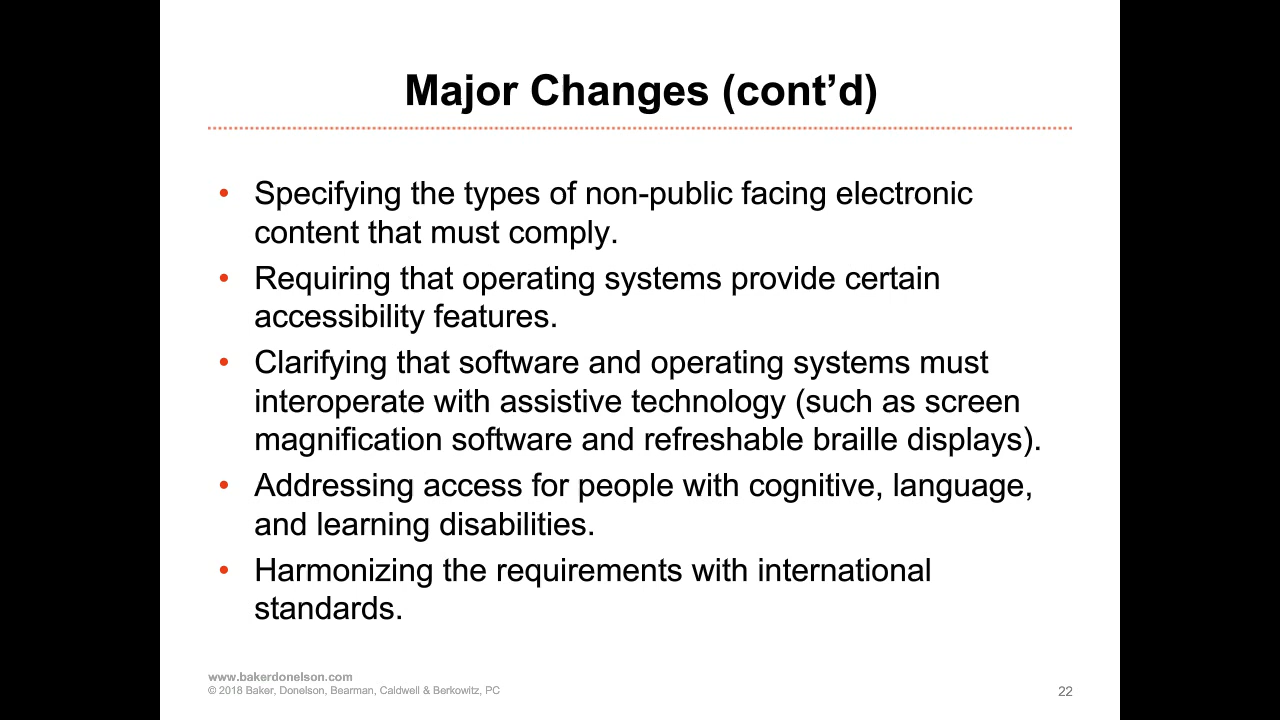 Major Changes (cont’d)
• Specifying the types of non-public facing electronic
content that must comply.
• Requiring that operating systems provide certain
accessibility features.
• Clarifying that software and operating systems must
interoperate with assistive technology (such as screen
magnification software and refreshable braille displays).
• Addressing access for people with cognitive, language,
and learning disabilities.
• Harmonizing the requirements with international
standards.
www.bakerdonelson.com
© 2018 Baker, Donelson, Bearman, Caldwell & Berkowitz, PC
22